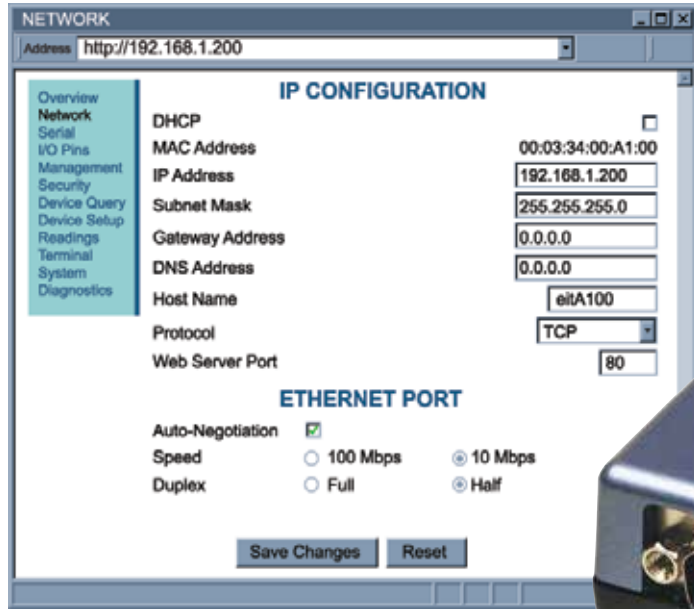 NETWORK
Address http://192.168.1.200
Overview
Network
Serial
I/O Pins
Management
Security
Device Query
Device Setup
Readings
Terminal
System
Diagnostics
IP CONFIGURATION
DHCP
MAC Address 00:03:34:00:A1:00
IP Address 192.168.1.200
Subnet Mask 255.255.255.0
Gateway Address 0.0.0.0
DNS Address 0.0.0.0
Host Name eitA100
Protocol TCP
Web Server Port 80
ETHERNET PORT
Auto-Negotiation
Speed 100 Mbps 10 Mbps
Duplex Full Half
Save Changes Reset